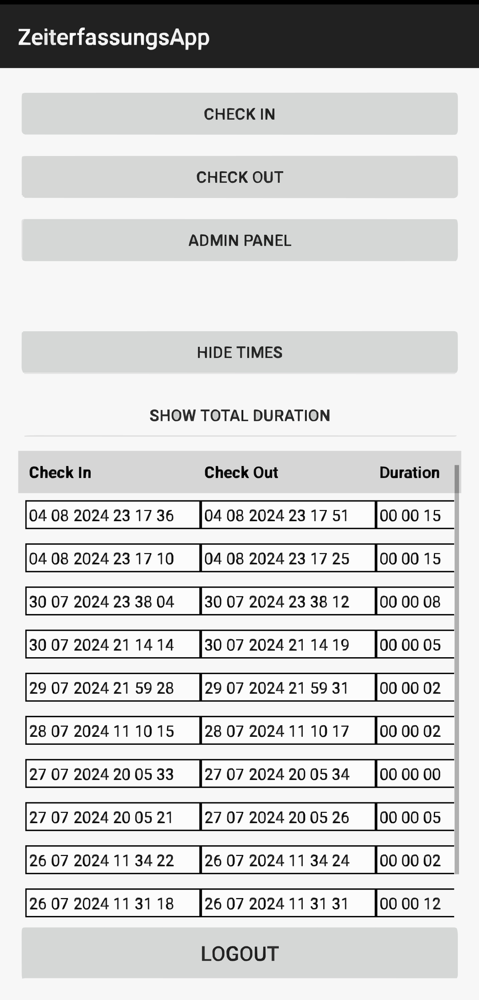 ZeiterfassungsApp
CHECK IN
CHECK OUT
ADMIN PANEL
HIDE TIMES
SHOW TOTAL DURATION
Check In Check Out Duration
04 08 2024 23 17 36 04 08 2024 23 17 51 00 00 15
04 08 2024 23 17 10 04 08 2024 23 17 25 00 00 15
30 07 2024 23 38 04 30 07 2024 23 38 12 00 00 08
30 07 2024 21 14 14 30 07 2024 21 14 19 00 00 05
29 07 2024 21 59 28 29 07 2024 21 59 31 00 00 02
28 07 2024 11 10 15 28 07 2024 11 10 17 00 00 02
27 07 2024 20 05 33 27 07 2024 20 05 34 00 00 00
27 07 2024 20 05 21 27 07 2024 20 05 26 00 00 05
26 07 2024 11 34 22 26 07 2024 11 34 24 00 00 02
26 07 2024 11 31 18 26 07 2024 11 31 31 00 00 12
LOGOUT